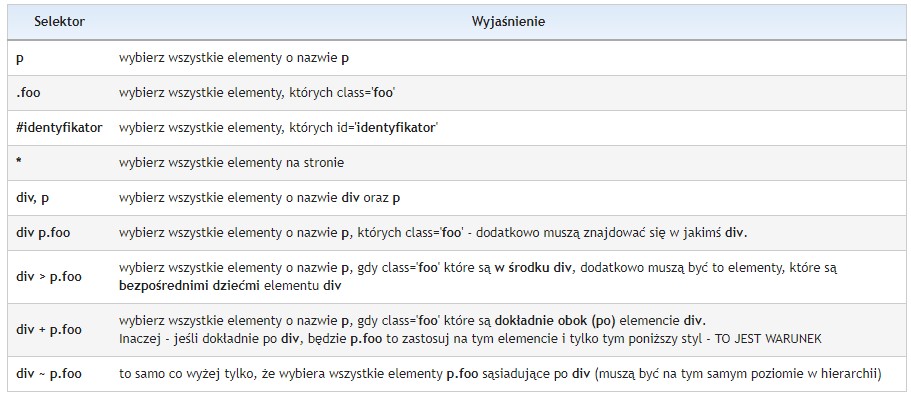 Selektor Wyjaśnienie
p wybierz wszystkie elementy o nazwie p
.foo wybierz wszystkie elementy, których class='foo'
#identyfikator wybierz wszystkie elementy, których id='identyfikator'
* wybierz wszystkie elementy na stronie
div, p wybierz wszystkie elementy o nazwie div oraz p
div p.foo wybierz wszystkie elementy o nazwie p, których class='foo' - dodatkowo muszą znajdować się w jakimś div.
div > p.foo wybierz wszystkie elementy o nazwie p, gdy class='foo' które są w środku div, dodatkowo muszą być to elementy, które są
bezpośrednimi dziećmi elementu div
div + p.foo wybierz wszystkie elementy o nazwie p, gdy class='foo' które są dokładnie obok (po) elemencie div.
Inaczej - jeśli dokładnie po div, będzie p.foo to zastosuj na tym elemencie i tylko tym poniższy styl - TO JEST WARUNEK
div ~ p.foo to samo co wyżej tylko, że wybiera wszystkie elementy p.foo sąsiadujące po div (muszą być na tym samym poziomie w hierarchii)